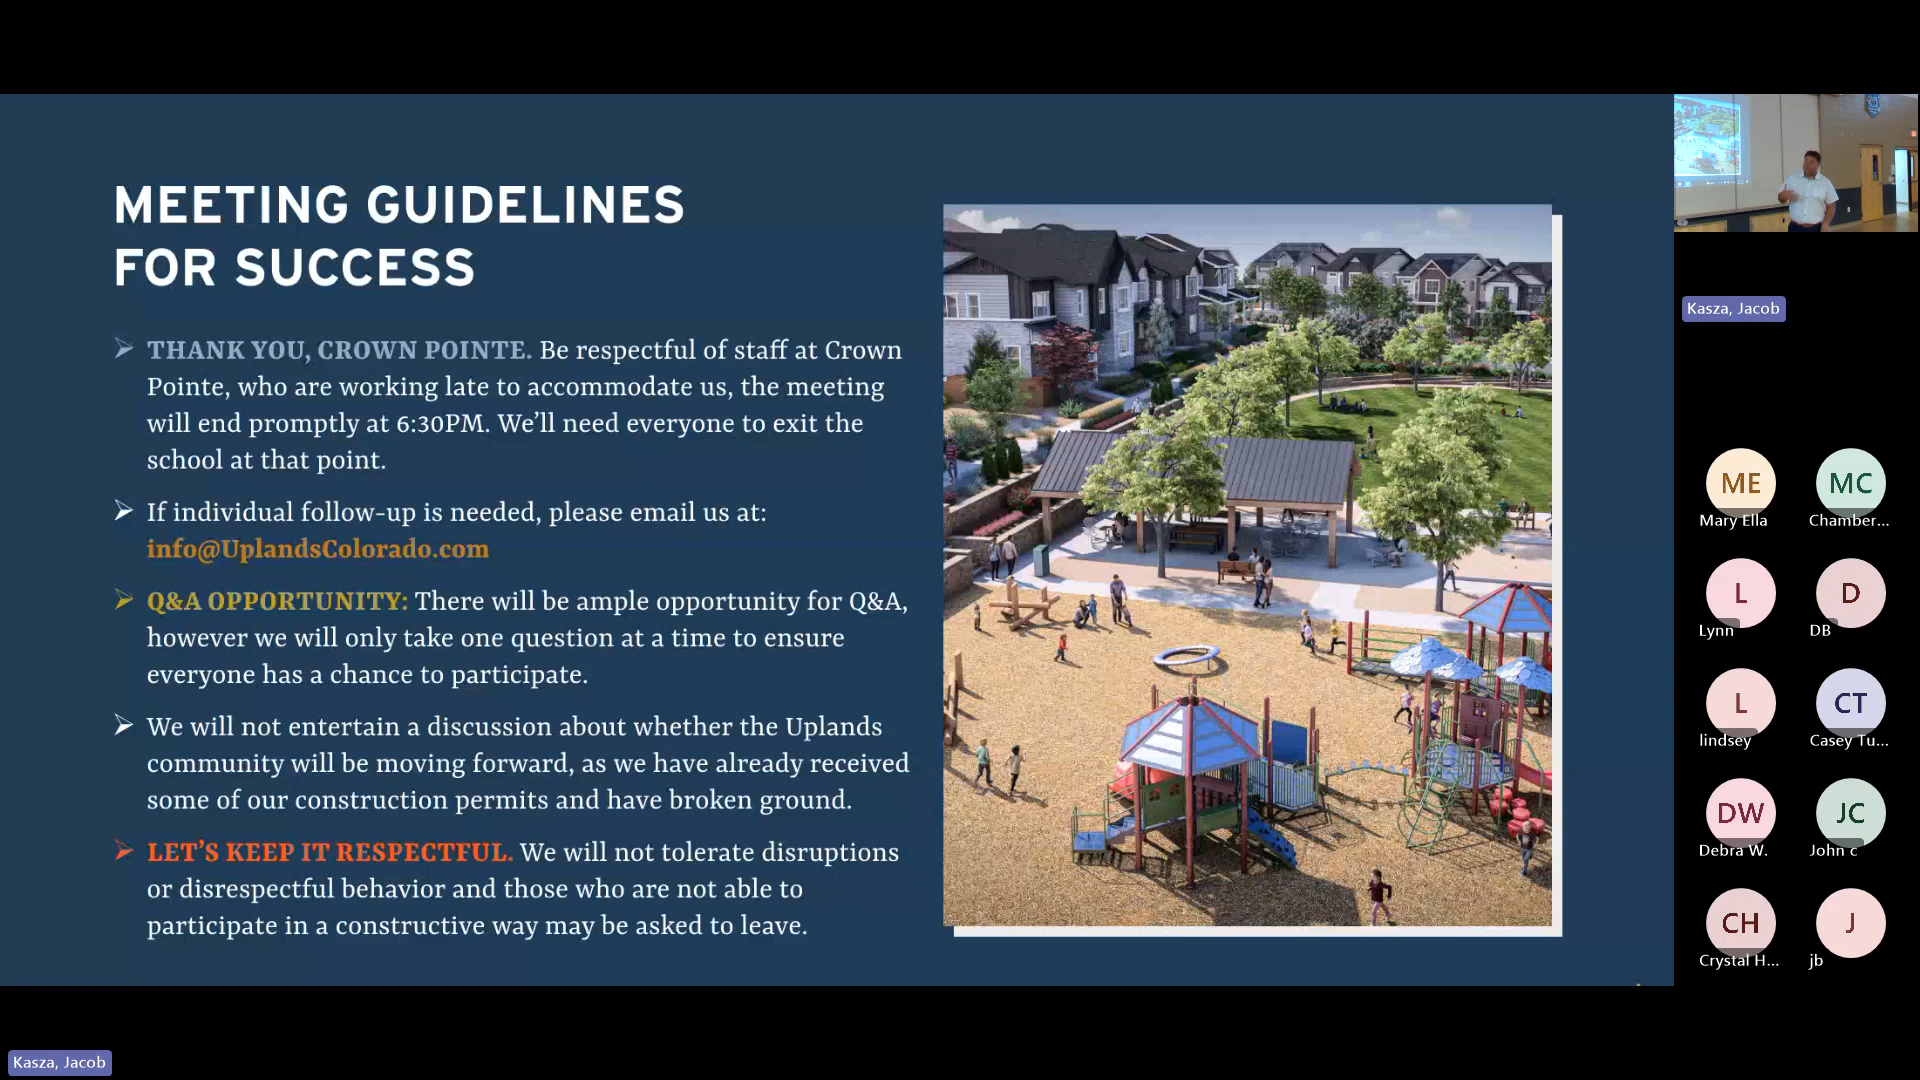 MEETING GUIDELINES
FOR SUCCESS
THANK YOU, CROWN POINTE. Be respectful of staff at Crown
Pointe, who are working late to accommodate us, the meeting
will end promptly at 6:30PM. We’ll need everyone to exit the
school at that point.
If individual follow-up is needed, please email us at:
info@UplandsColorado.com
Q&A OPPORTUNITY: There will be ample opportunity for Q&A,
however we will only take one question at a time to ensure
everyone has a chance to participate.
We will not entertain a discussion about whether the Uplands
community will be moving forward, as we have already received
some of our construction permits and have broken ground.
LET’S KEEP IT RESPECTFUL. We will not tolerate disruptions
or disrespectful behavior and those who are not able to
participate in a constructive way may be asked to leave.
Kasza, Jacob
ME
MC
Mary Ella
Chamber...
L
D
Lynn
DB
L
CT
lindsey
Casey Tu...
DW
JC
Debra W.
John c
CH
J
Crystal H...
jb
Kasza, Jacob